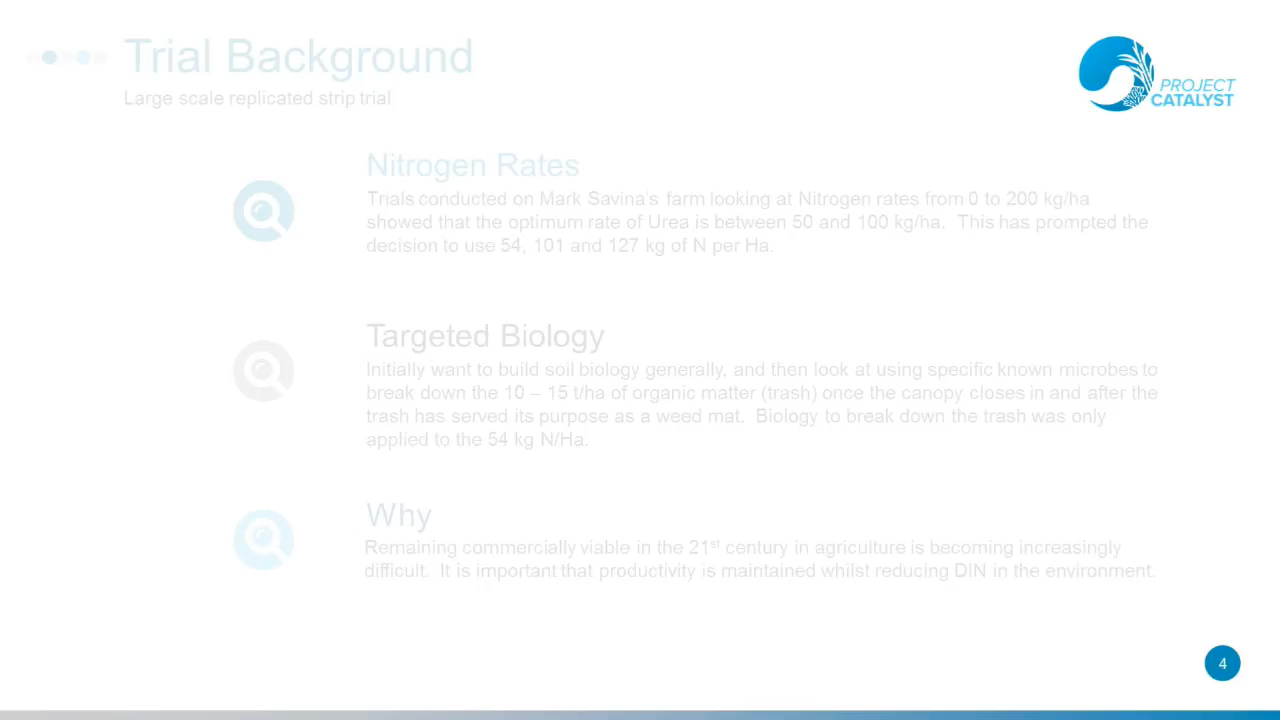 Trial Background
Large scale replicated strip trial
PROJECT
CATALYST
Nitrogen Rates
Trials conducted on Mark Savina's farm looking at Nitrogen rates from 0 to 200 kg/ha
showed that the optimum rate of Urea is between 50 and 100 kg/ha.  This has prompted the
decision to use 54, 101 and 127 kg of N per Ha.
Targeted Biology
Initially want to build soil biology generally, and then look at using specific known microbes to
break down the 10 – 15 t/ha of organic matter (trash) once the canopy closes in and after the
trash has served its purpose as a weed mat.  Biology to break down the trash was only
applied to the 54 kg N/Ha.
Why
Remaining commercially viable in the 21st century in agriculture is becoming increasingly
difficult.  It is important that productivity is maintained whilst reducing DIN in the environment.
4